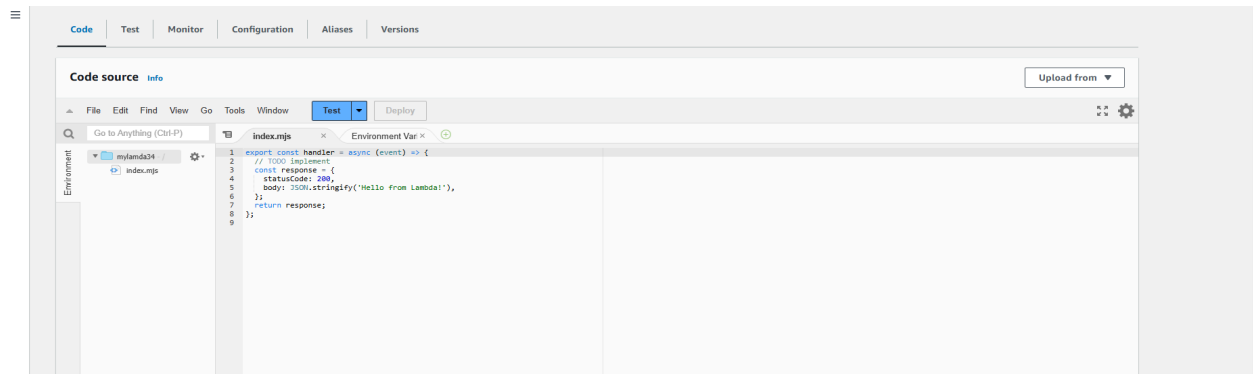 Code Test Monitor Configuration Aliases Versions
Code source Info
Upload from
File Edit Find View Go Tools Window Test Deploy
Go to Anything (Ctrl-P)
index.mjs
Environment Vari
Environment
mylamda34 /
index.mjs
1 export const handler = async (event) => {
2 // TODO implement
3 const response = {
4 statusCode: 200,
5 body: JSON.stringify('Hello from Lambda!'),
6 };
7 return response;
8 };
9